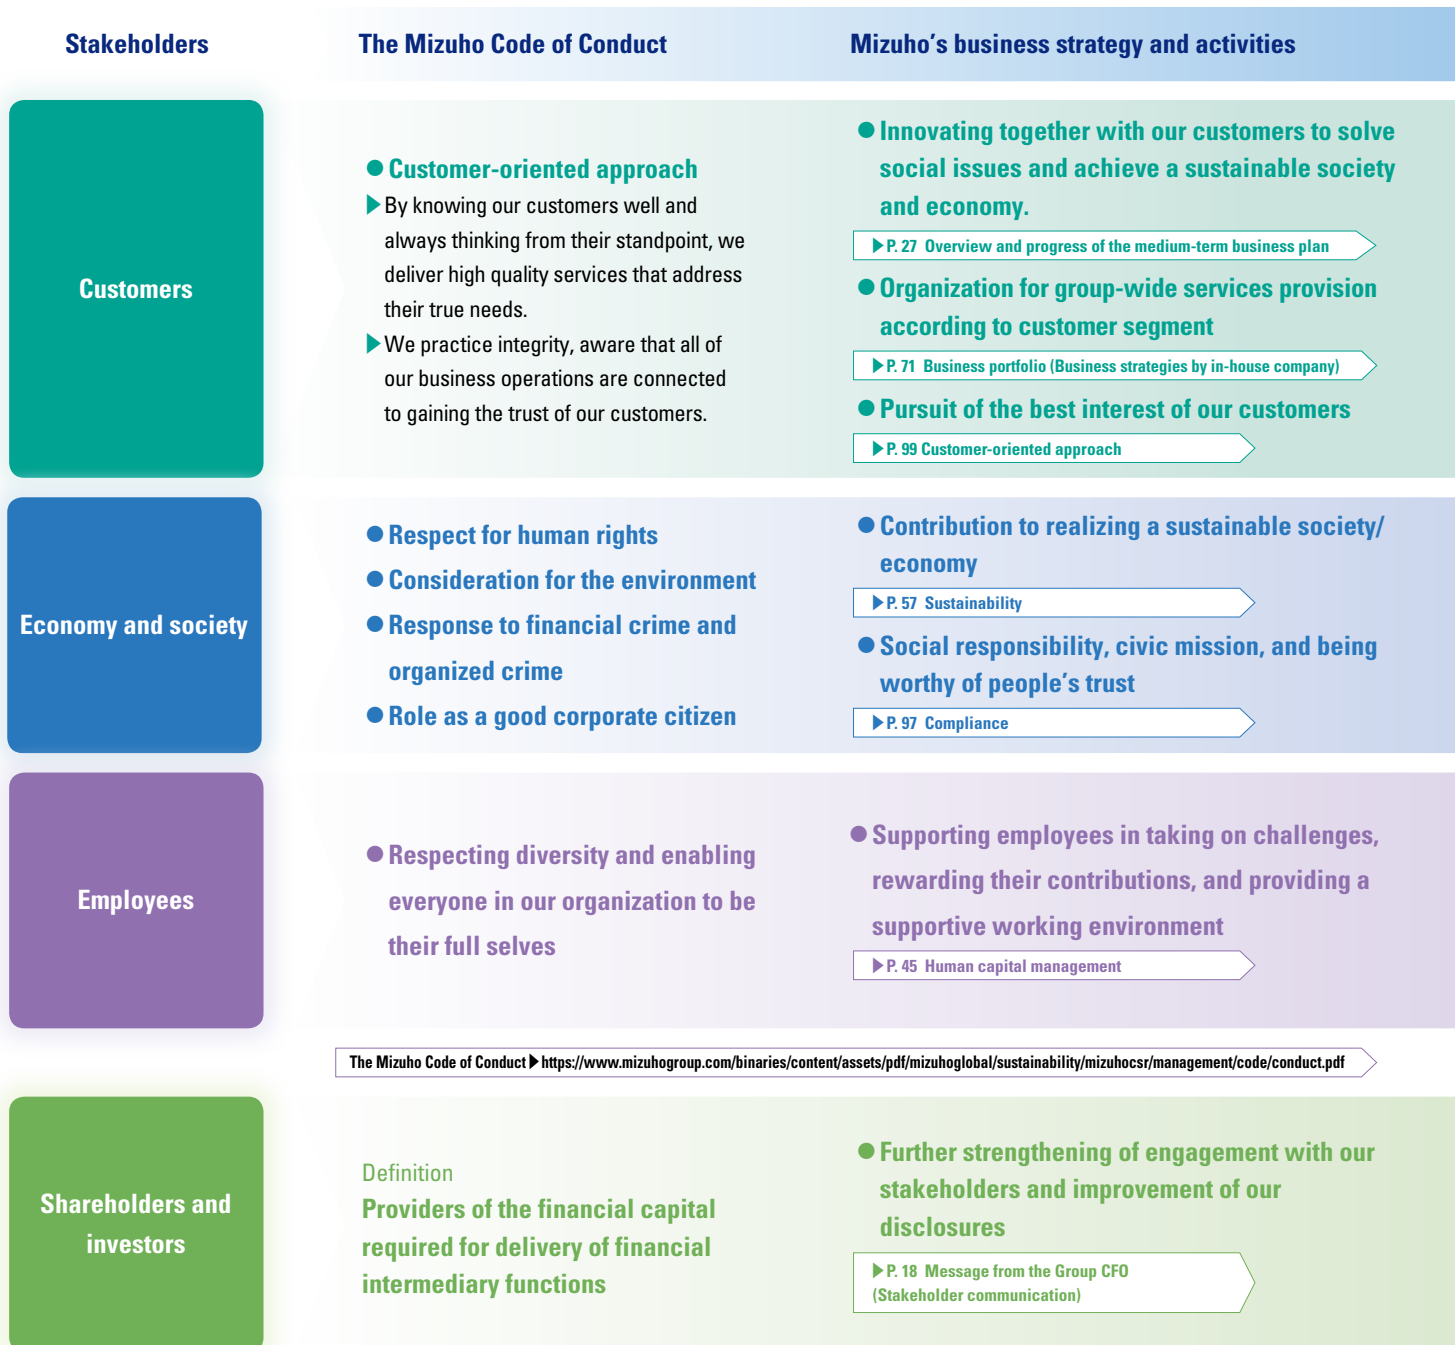 Stakeholders
The Mizuho Code of Conduct
Mizuho's business strategy and activities
Customers
● Customer-oriented approach
▶ By knowing our customers well and
always thinking from their standpoint, we
deliver high quality services that address
their true needs.
▶ We practice integrity, aware that all of
our business operations are connected
to gaining the trust of our customers.
● Innovating together with our customers to solve
social issues and achieve a sustainable society
and economy.
▶ P. 27 Overview and progress of the medium-term business plan
● Organization for group-wide services provision
according to customer segment
▶ P. 71 Business portfolio (Business strategies by in-house company)
● Pursuit of the best interest of our customers
▶ P. 99 Customer-oriented approach
Economy and society
● Respect for human rights
● Consideration for the environment
● Response to financial crime and
organized crime
● Role as a good corporate citizen
● Contribution to realizing a sustainable society/
economy
▶ P. 57 Sustainability
● Social responsibility, civic mission, and being
worthy of people's trust
▶ P. 97 Compliance
Employees
● Respecting diversity and enabling
everyone in our organization to be
their full selves
● Supporting employees in taking on challenges,
rewarding their contributions, and providing a
supportive working environment
▶ P. 45 Human capital management
The Mizuho Code of Conduct ▶ https://www.mizuhogroup.com/binaries/content/assets/pdf/mizuhoglobal/sustainability/mizuhocsr/management/code/conduct.pdf
Shareholders and
investors
Definition
Providers of the financial capital
required for delivery of financial
intermediary functions
● Further strengthening of engagement with our
stakeholders and improvement of our
disclosures
▶ P. 18 Message from the Group CFO
(Stakeholder communication)